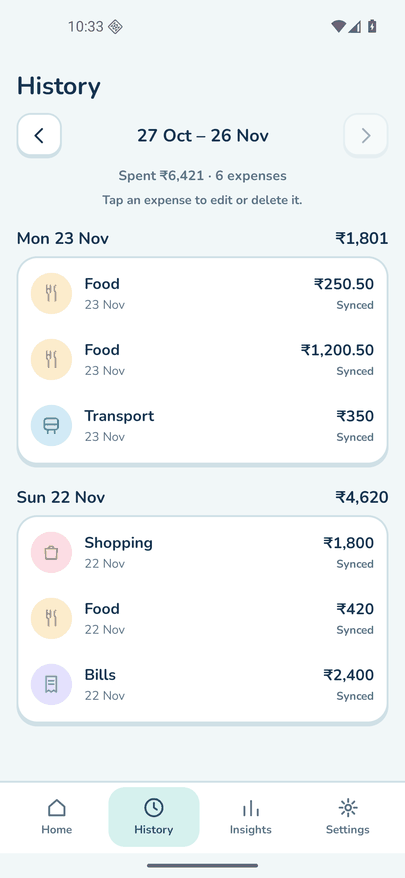 10:33
History
27 Oct – 26 Nov
Spent ₹6,421 · 6 expenses
Tap an expense to edit or delete it.
Mon 23 Nov ₹1,801
Food ₹250.50
23 Nov Synced
Food ₹1,200.50
23 Nov Synced
Transport ₹350
23 Nov Synced
Sun 22 Nov ₹4,620
Shopping ₹1,800
22 Nov Synced
Food ₹420
22 Nov Synced
Bills ₹2,400
22 Nov Synced
Home History Insights Settings